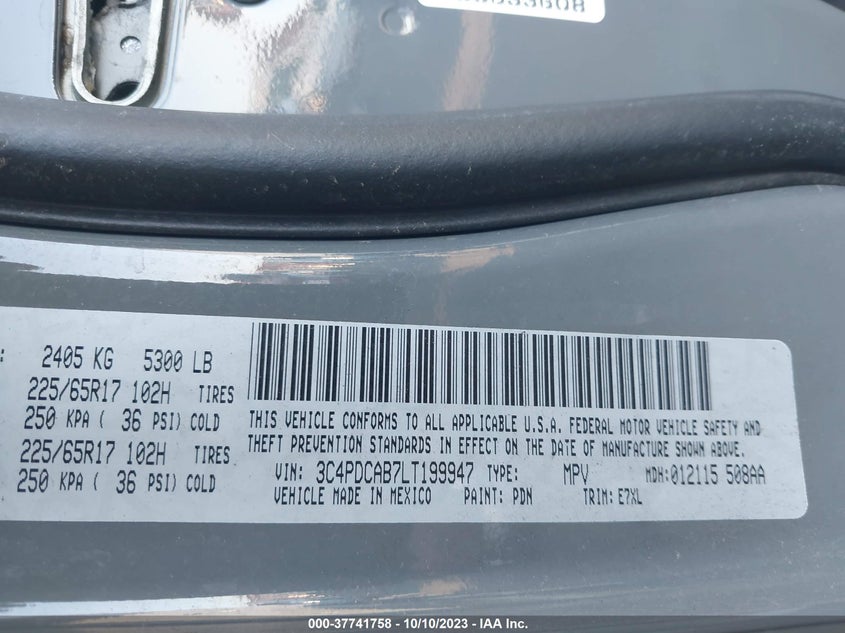 2405 KG 5300 LB
225/65R17 102H TIRES
250 KPA ( 36 PSI) COLD
225/65R17 102H TIRES
250 KPA ( 36 PSI) COLD
THIS VEHICLE CONFORMS TO ALL APPLICABLE U.S.A. FEDERAL MOTOR VEHICLE SAFETY AND
THEFT PREVENTION STANDARDS IN EFFECT ON THE DATE OF MANUFACTURE SHOWN ABOVE.
VIN: 3C4PDCAB7LT199947 TYPE: MPV MDH:012115 508AA
VEHICLE MADE IN MEXICO PAINT: PDN TRIM: E7XL
000-37741758 - 10/10/2023 - IAA Inc.